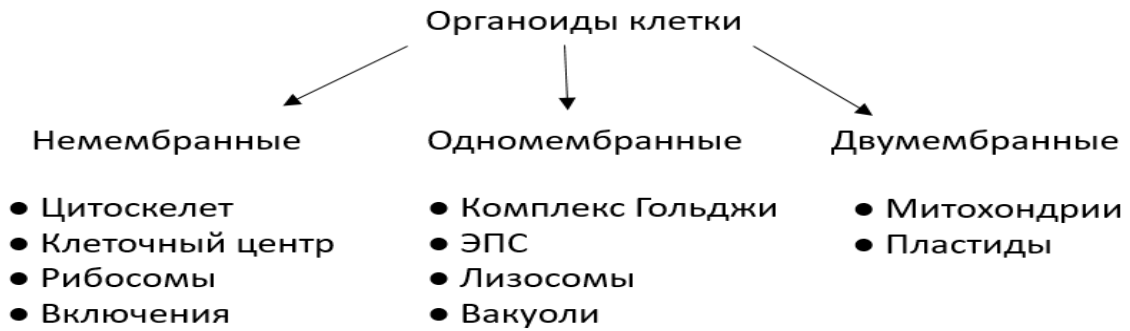 Органоиды клетки
Немембранные
Одномембранные
Двумембранные
● Цитоскелет
● Клеточный центр
● Рибосомы
● Включения
● Комплекс Гольджи
● ЭПС
● Лизосомы
● Вакуоли
● Митохондрии
● Пластиды